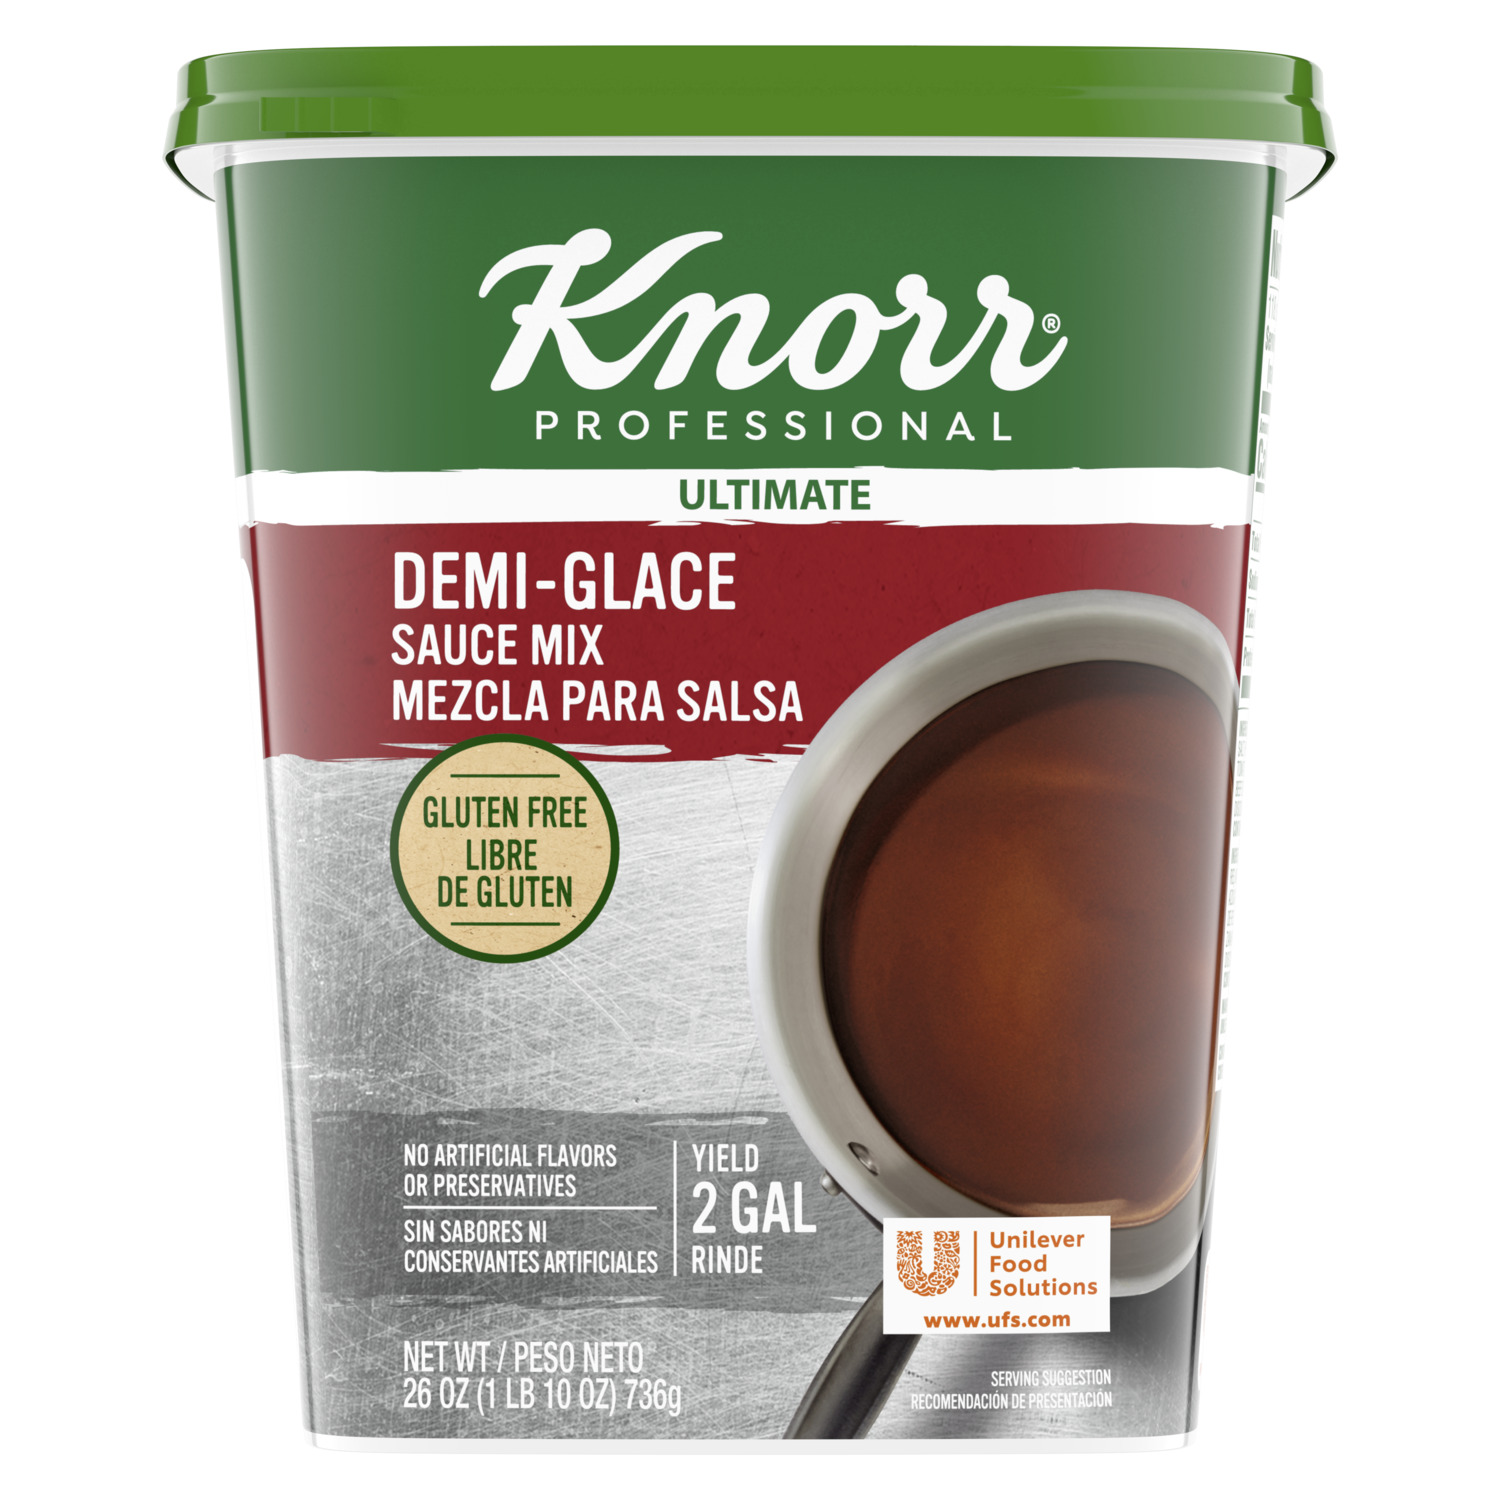 Knorr®
PROFESSIONAL
ULTIMATE
DEMI-GLACE
SAUCE MIX
MEZCLA PARA SALSA
GLUTEN FREE
LIBRE
DE GLUTEN
NO ARTIFICIAL FLAVORS
OR PRESERVATIVES
SIN SABORES NI
CONSERVANTES ARTIFICIALES
YIELD
2 GAL
RINDE
Unilever
Food
Solutions
www.ufs.com
NET WT / PESO NETO
26 OZ (1 LB 10 OZ) 736g
SERVING SUGGESTION
RECOMENDACIÓN DE PRESENTACIÓN